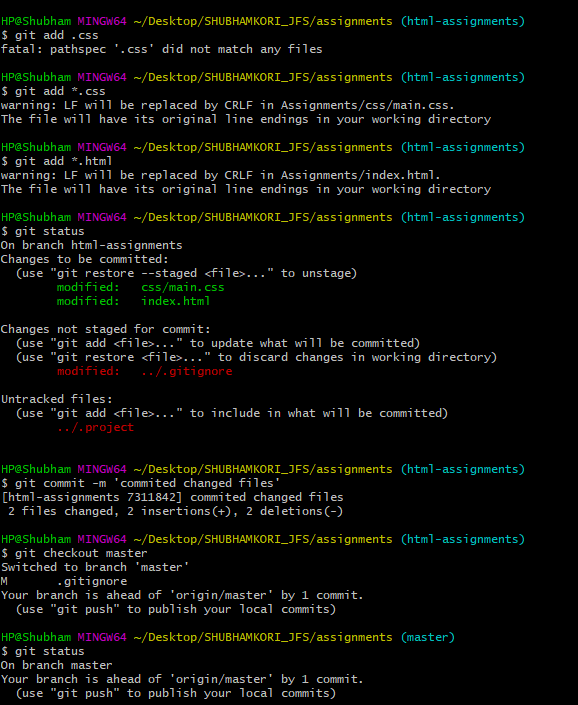 HP@Shubham MINGW64 ~/Desktop/SHUBHAMKORI_JFS/assignments (html-assignments)
$ git add .css
fatal: pathspec '.css' did not match any files
HP@Shubham MINGW64 ~/Desktop/SHUBHAMKORI_JFS/assignments (html-assignments)
$ git add *.css
warning: LF will be replaced by CRLF in Assignments/css/main.css.
The file will have its original line endings in your working directory
HP@Shubham MINGW64 ~/Desktop/SHUBHAMKORI_JFS/assignments (html-assignments)
$ git add *.html
warning: LF will be replaced by CRLF in Assignments/index.html.
The file will have its original line endings in your working directory
HP@Shubham MINGW64 ~/Desktop/SHUBHAMKORI_JFS/assignments (html-assignments)
$ git status
On branch html-assignments
Changes to be committed:
  (use "git restore --staged <file>..." to unstage)
        modified:   css/main.css
        modified:   index.html
Changes not staged for commit:
  (use "git add <file>..." to update what will be committed)
  (use "git restore <file>..." to discard changes in working directory)
        modified:   ../.gitignore
Untracked files:
  (use "git add <file>..." to include in what will be committed)
        ../.project
HP@Shubham MINGW64 ~/Desktop/SHUBHAMKORI_JFS/assignments (html-assignments)
$ git commit -m 'commited changed files'
[html-assignments 7311842] commited changed files
 2 files changed, 2 insertions(+), 2 deletions(-)
HP@Shubham MINGW64 ~/Desktop/SHUBHAMKORI_JFS/assignments (html-assignments)
$ git checkout master
Switched to branch 'master'
M       .gitignore
Your branch is ahead of 'origin/master' by 1 commit.
  (use "git push" to publish your local commits)
HP@Shubham MINGW64 ~/Desktop/SHUBHAMKORI_JFS/assignments (master)
$ git status
On branch master
Your branch is ahead of 'origin/master' by 1 commit.
  (use "git push" to publish your local commits)